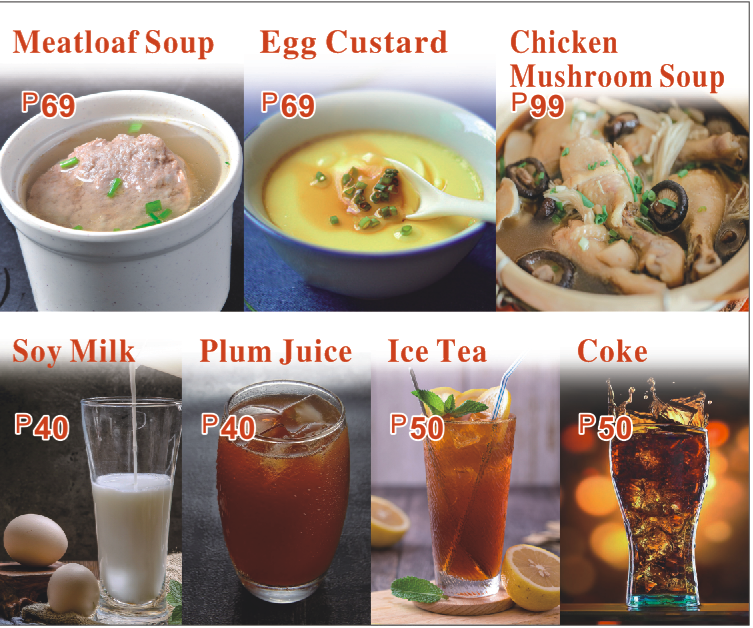 Meatloaf Soup
P69
Egg Custard
P69
Chicken
Mushroom Soup
P99
Soy Milk
P40
Plum Juice
P40
Ice Tea
P50
Coke
P50